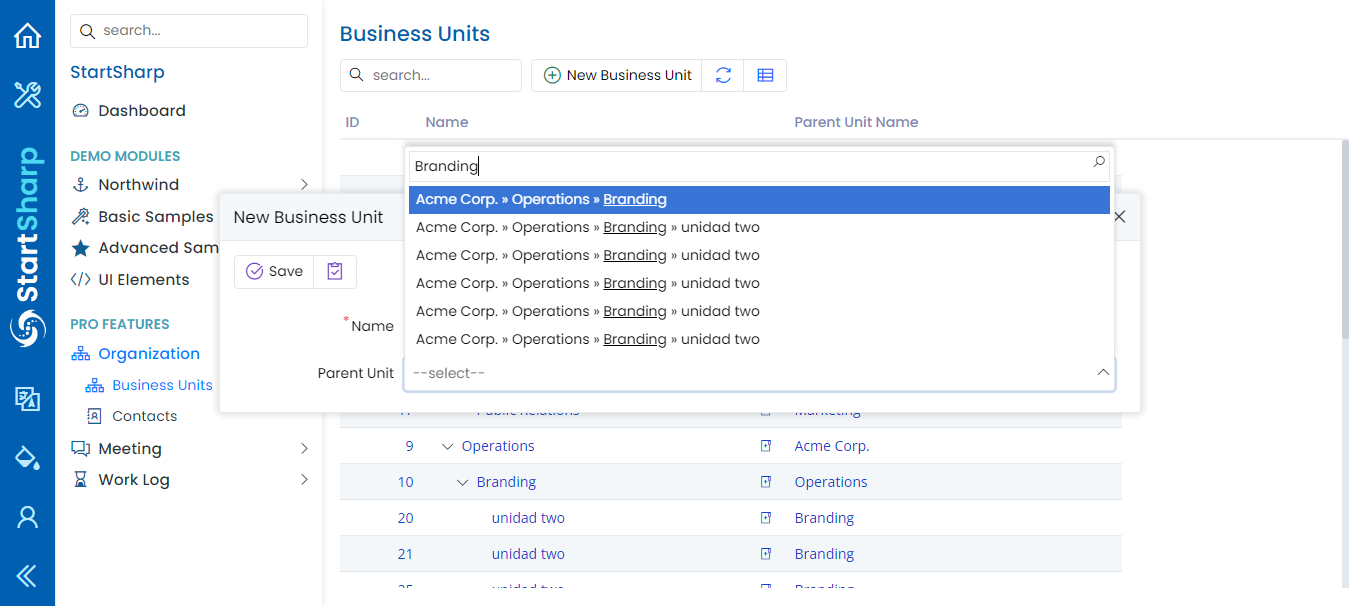 StartSharp
search...
StartSharp
Dashboard
DEMO MODULES
Northwind
Basic Samples
Advanced Sam
UI Elements
PRO FEATURES
Organization
Business Units
Contacts
Meeting
Work Log
Business Units
search...
New Business Unit
ID Name Parent Unit Name
New Business Unit
Save
*Name
Parent Unit
Branding
Acme Corp. » Operations » Branding
Acme Corp. » Operations » Branding » unidad two
Acme Corp. » Operations » Branding » unidad two
Acme Corp. » Operations » Branding » unidad two
Acme Corp. » Operations » Branding » unidad two
Acme Corp. » Operations » Branding » unidad two
--select--
Public Relations Marketing
9 Operations Acme Corp.
10 Branding Operations
20 unidad two Branding
21 unidad two Branding
unidad two Branding